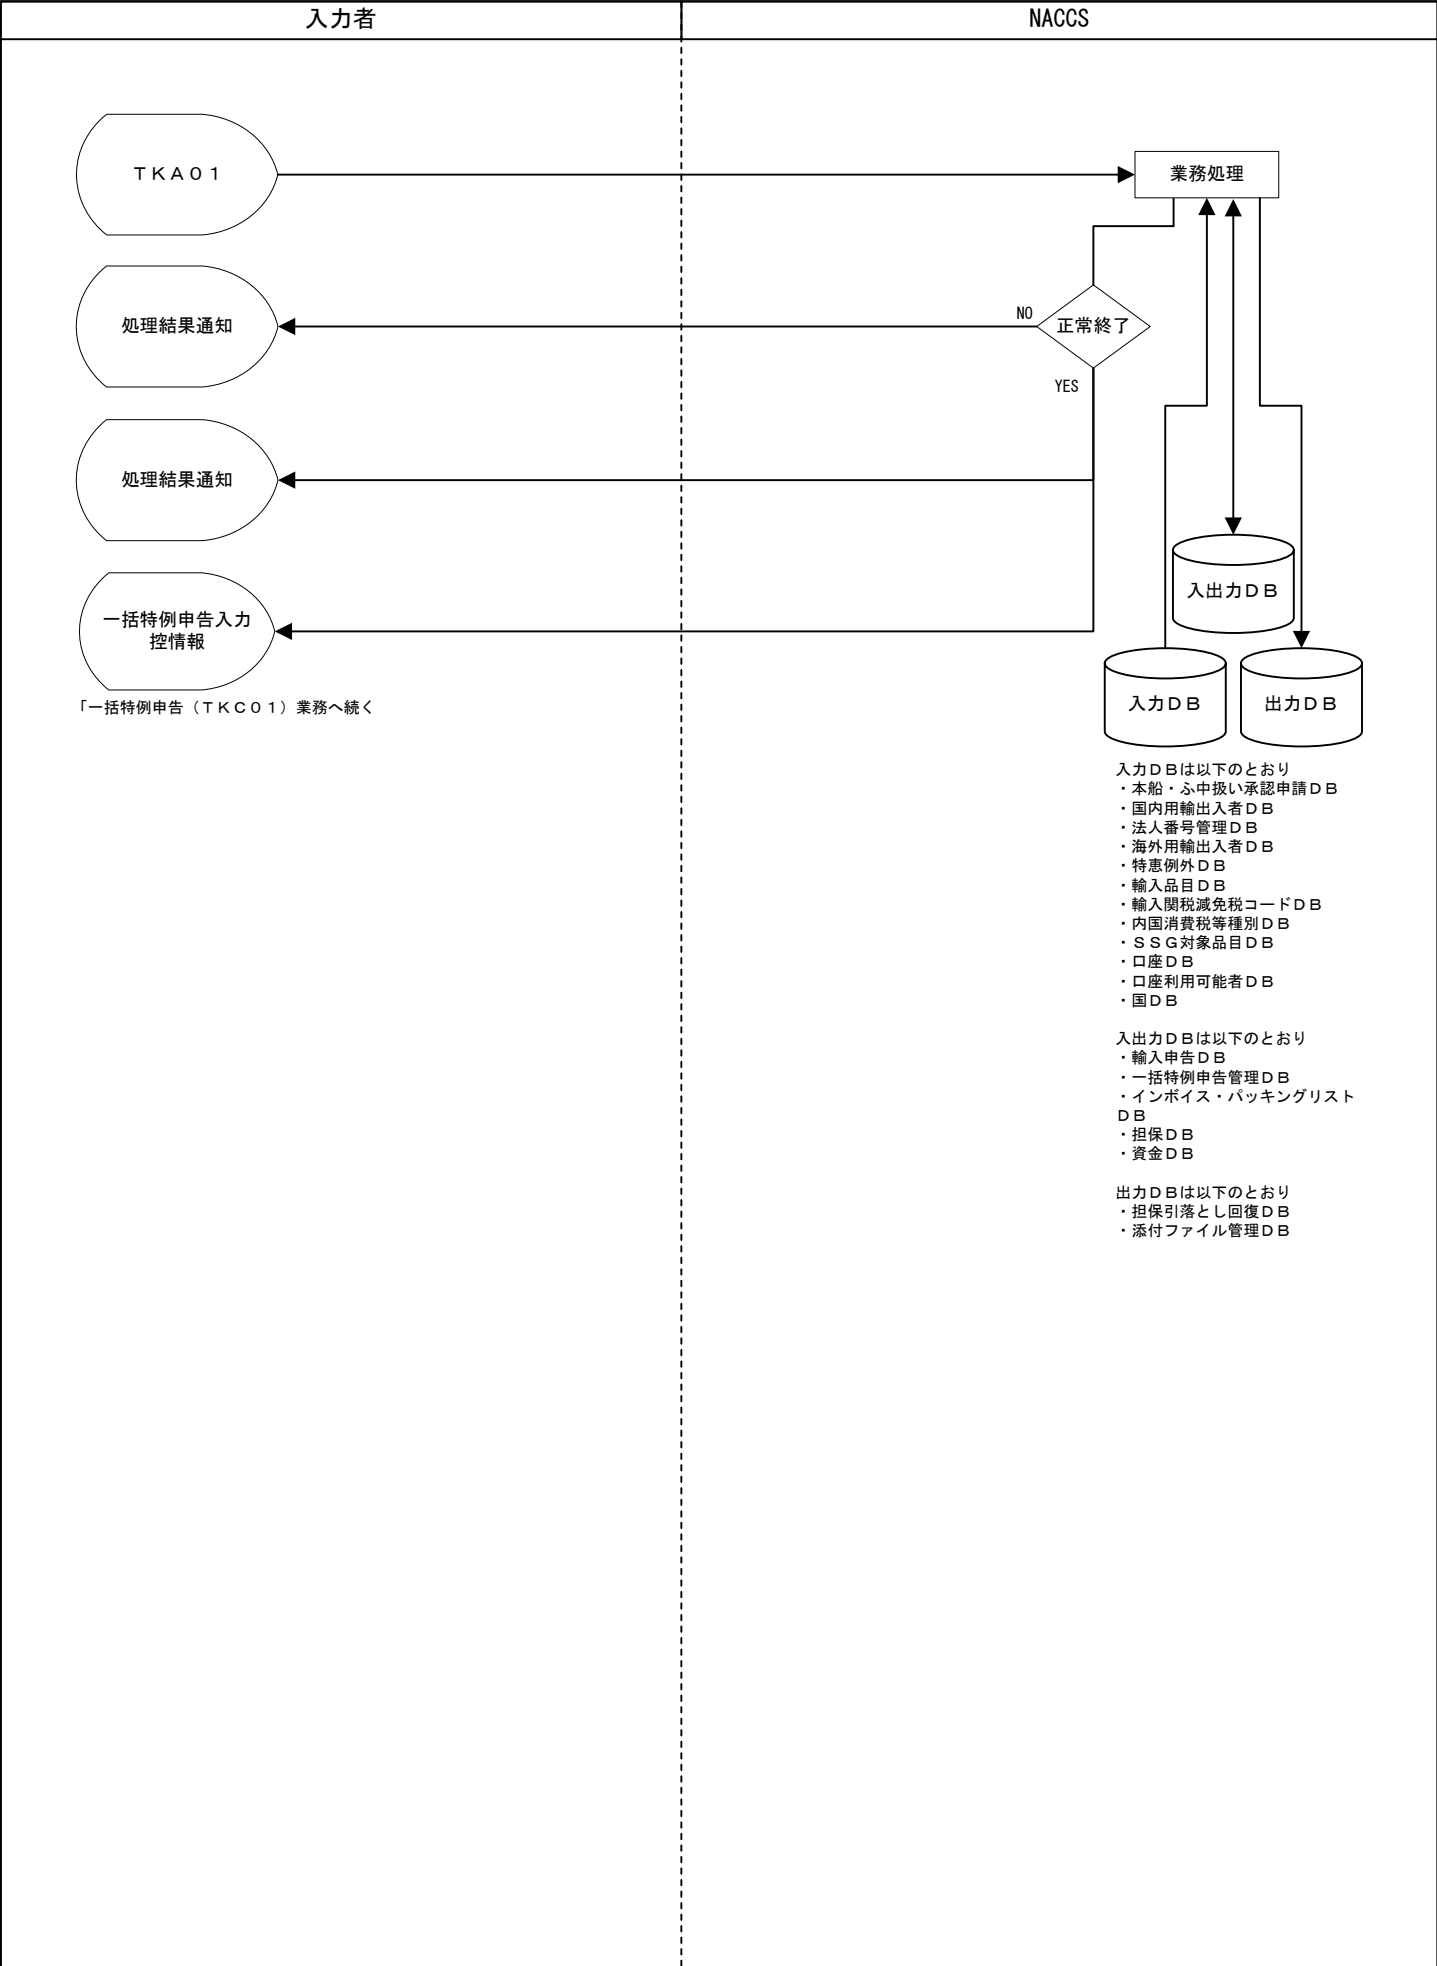 入力者
NACCS
ＴＫＡ０１
業務処理
処理結果通知
NO
正常終了
YES
処理結果通知
入出力ＤＢ
一括特例申告入力
控情報
「一括特例申告（ＴＫＣ０１）業務へ続く
入力ＤＢ
出力ＤＢ
入力ＤＢは以下のとおり
・本船・ふ中扱い承認申請ＤＢ
・国内用輸出入者ＤＢ
・法人番号管理ＤＢ
・海外用輸出入者ＤＢ
・特恵例外ＤＢ
・輸入品目ＤＢ
・輸入関税減免税コードＤＢ
・内国消費税等種別ＤＢ
・ＳＳＧ対象品目ＤＢ
・口座ＤＢ
・口座利用可能者ＤＢ
・国ＤＢ
入出力ＤＢは以下のとおり
・輸入申告ＤＢ
・一括特例申告管理ＤＢ
・インボイス・パッキングリスト
ＤＢ
・担保ＤＢ
・資金ＤＢ
出力ＤＢは以下のとおり
・担保引落とし回復ＤＢ
・添付ファイル管理ＤＢ